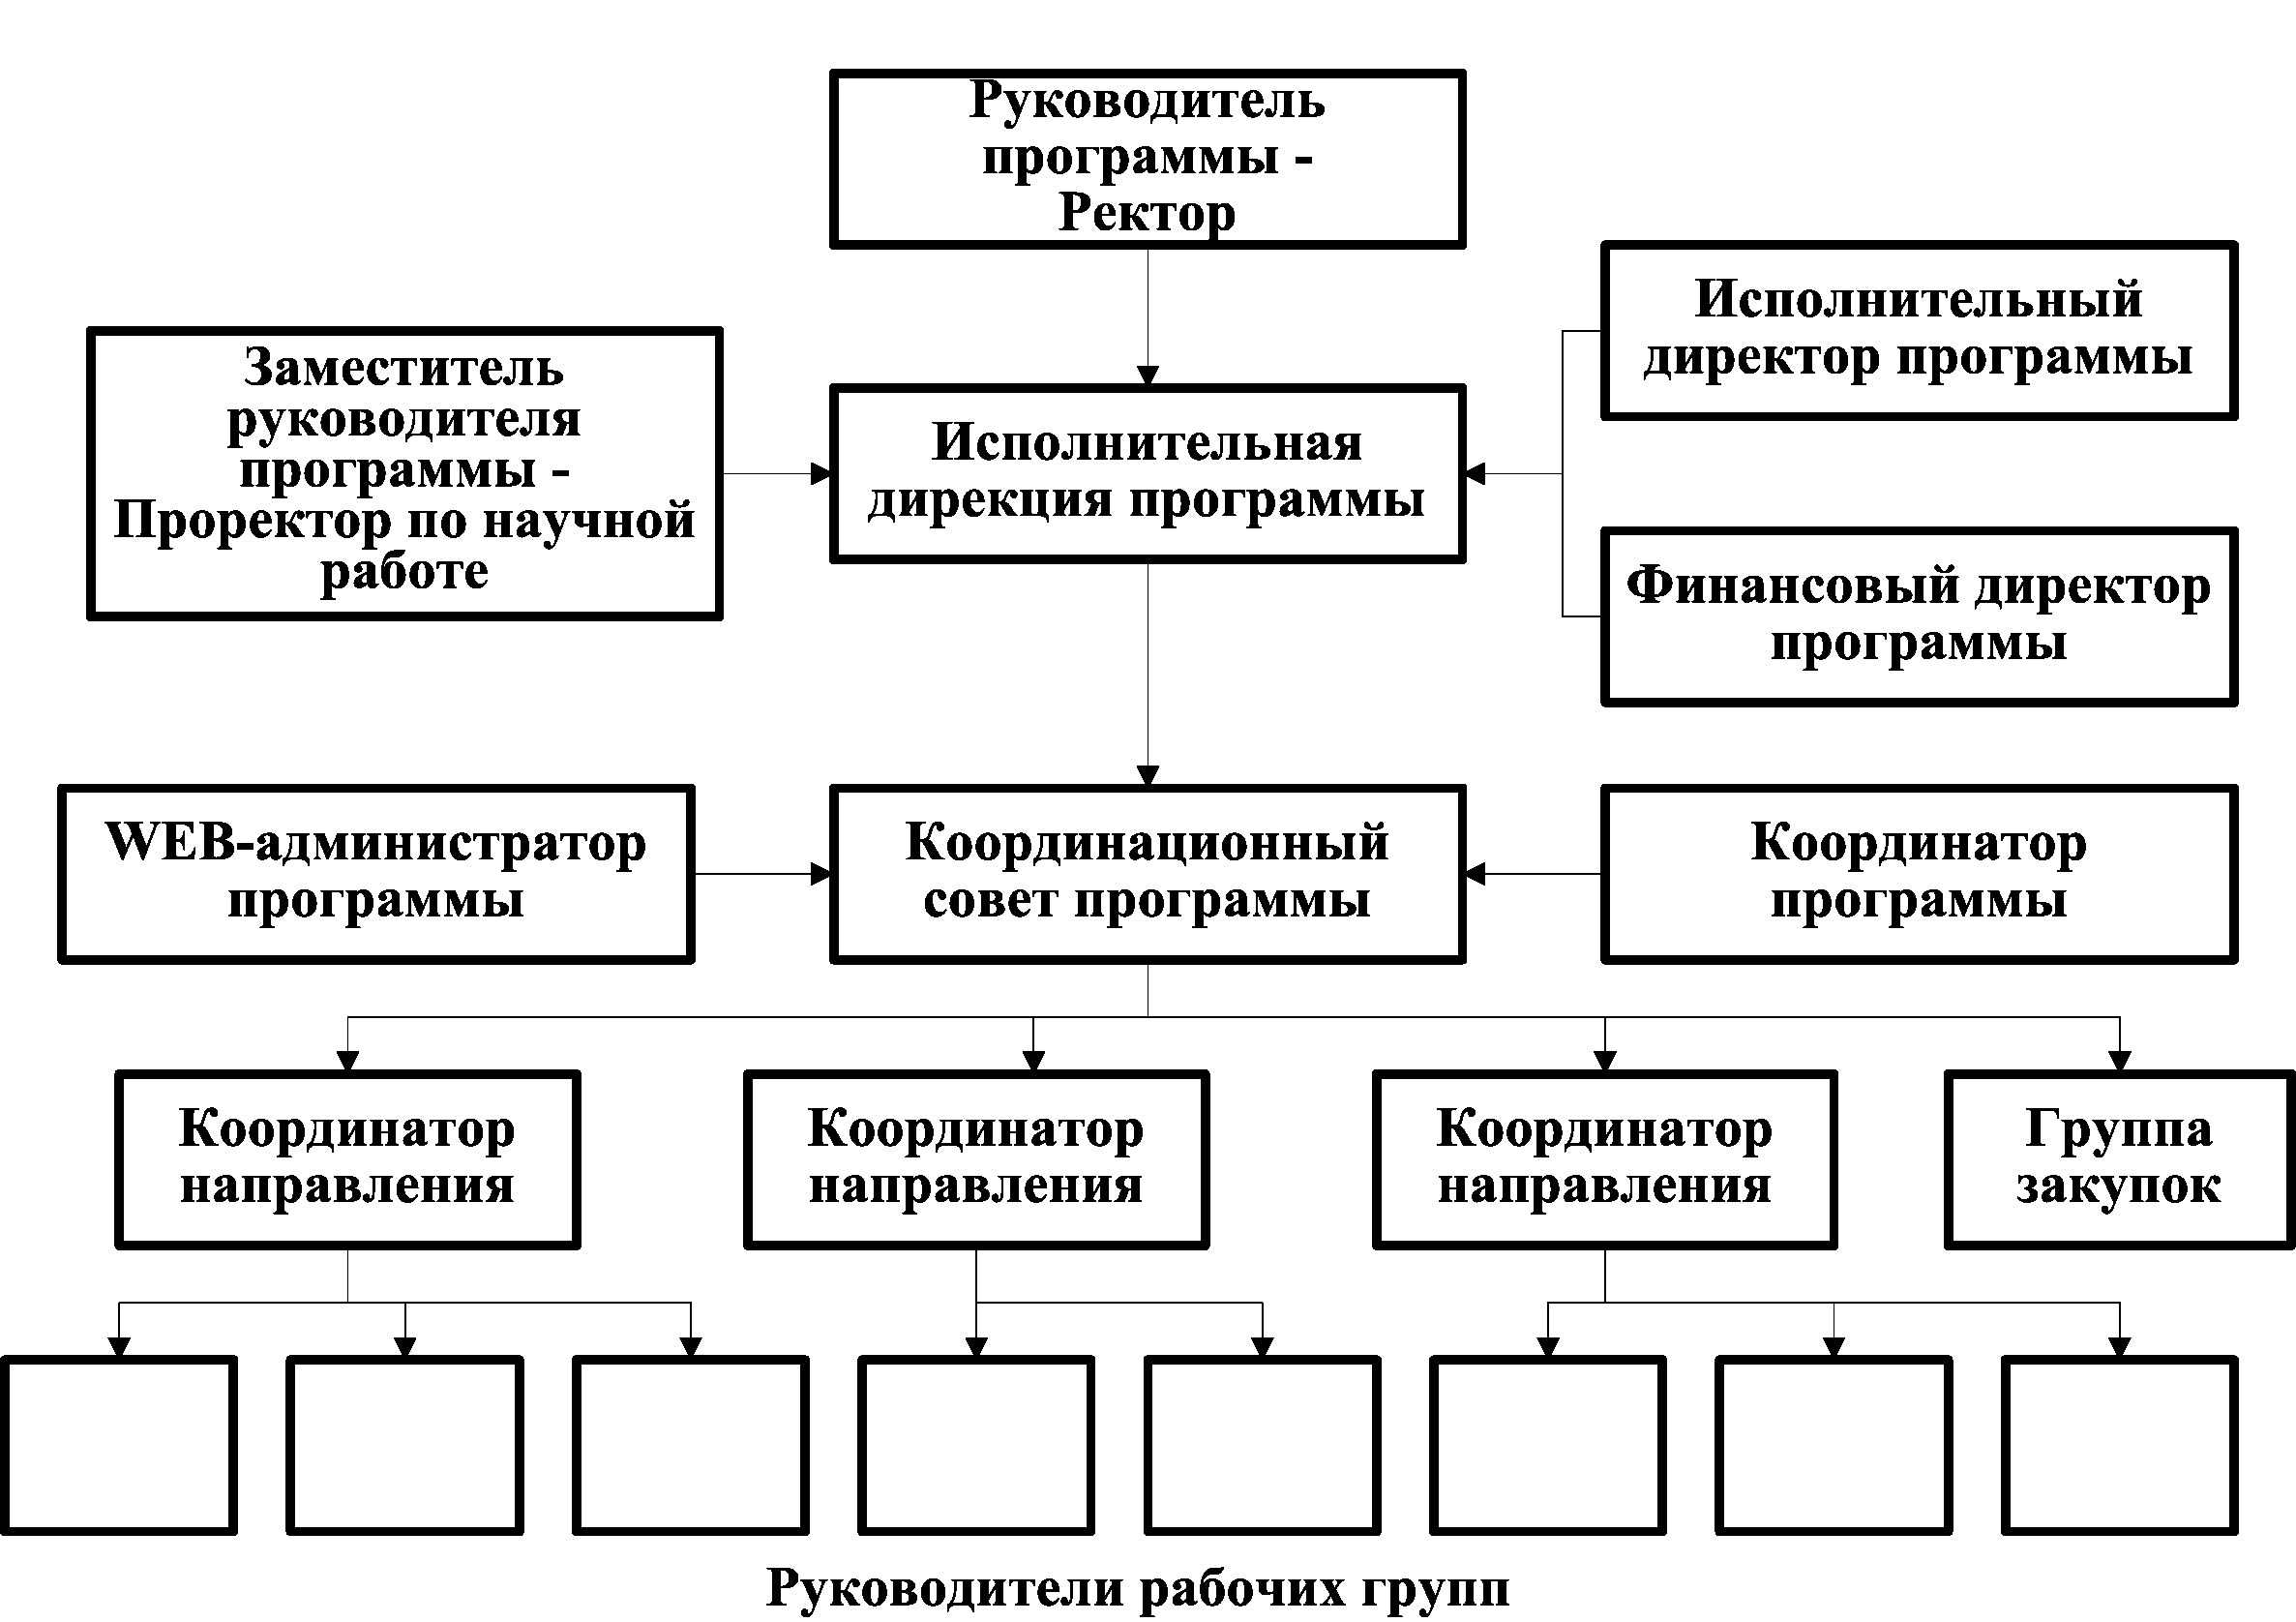 Руководитель
программы -
Ректор
Исполнительный
директор программы
Заместитель
руководителя
программы -
Проректор по научной
работе
Исполнительная
дирекция программы
Финансовый директор
программы
WEB-администратор
программы
Координационный
совет программы
Координатор
программы
Координатор
направления
Координатор
направления
Координатор
направления
Группа
закупок
Руководители рабочих групп